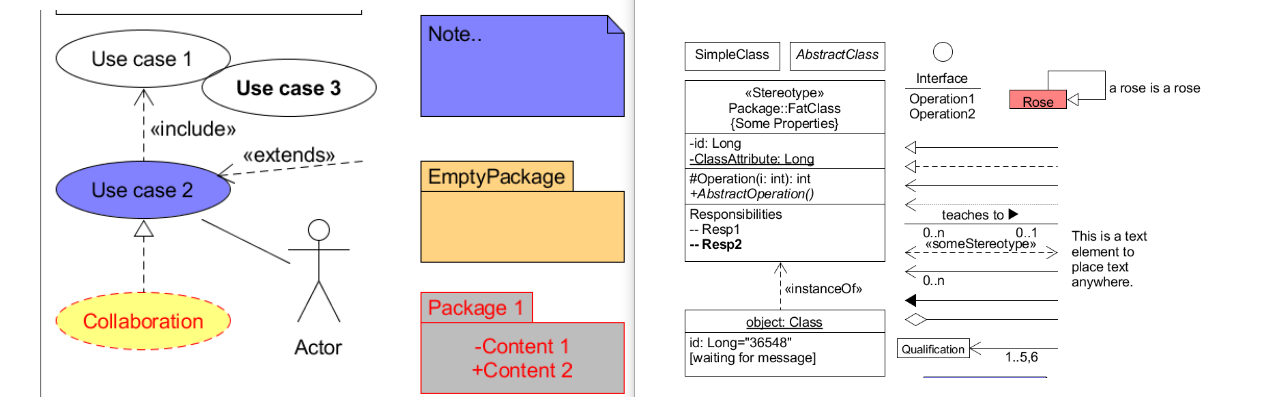 Use case 1
Use case 3
«include»
«extends»
Use case 2
Collaboration
Actor
Note..
EmptyPackage
Package 1
-Content 1
+Content 2
SimpleClass
AbstractClass
«Stereotype»
Package::FatClass
{Some Properties}
-id: Long
-ClassAttribute: Long
#Operation(i: int): int
+AbstractOperation()
Responsibilities
-- Resp1
-- Resp2
«instanceOf»
object: Class
id: Long="36548"
[waiting for message]
Interface
Operation1
Operation2
Rose
a rose is a rose
teaches to ▶
0..n 0..1
«someStereotype»
0..n
Qualification
1..5,6
This is a text
element to
place text
anywhere.